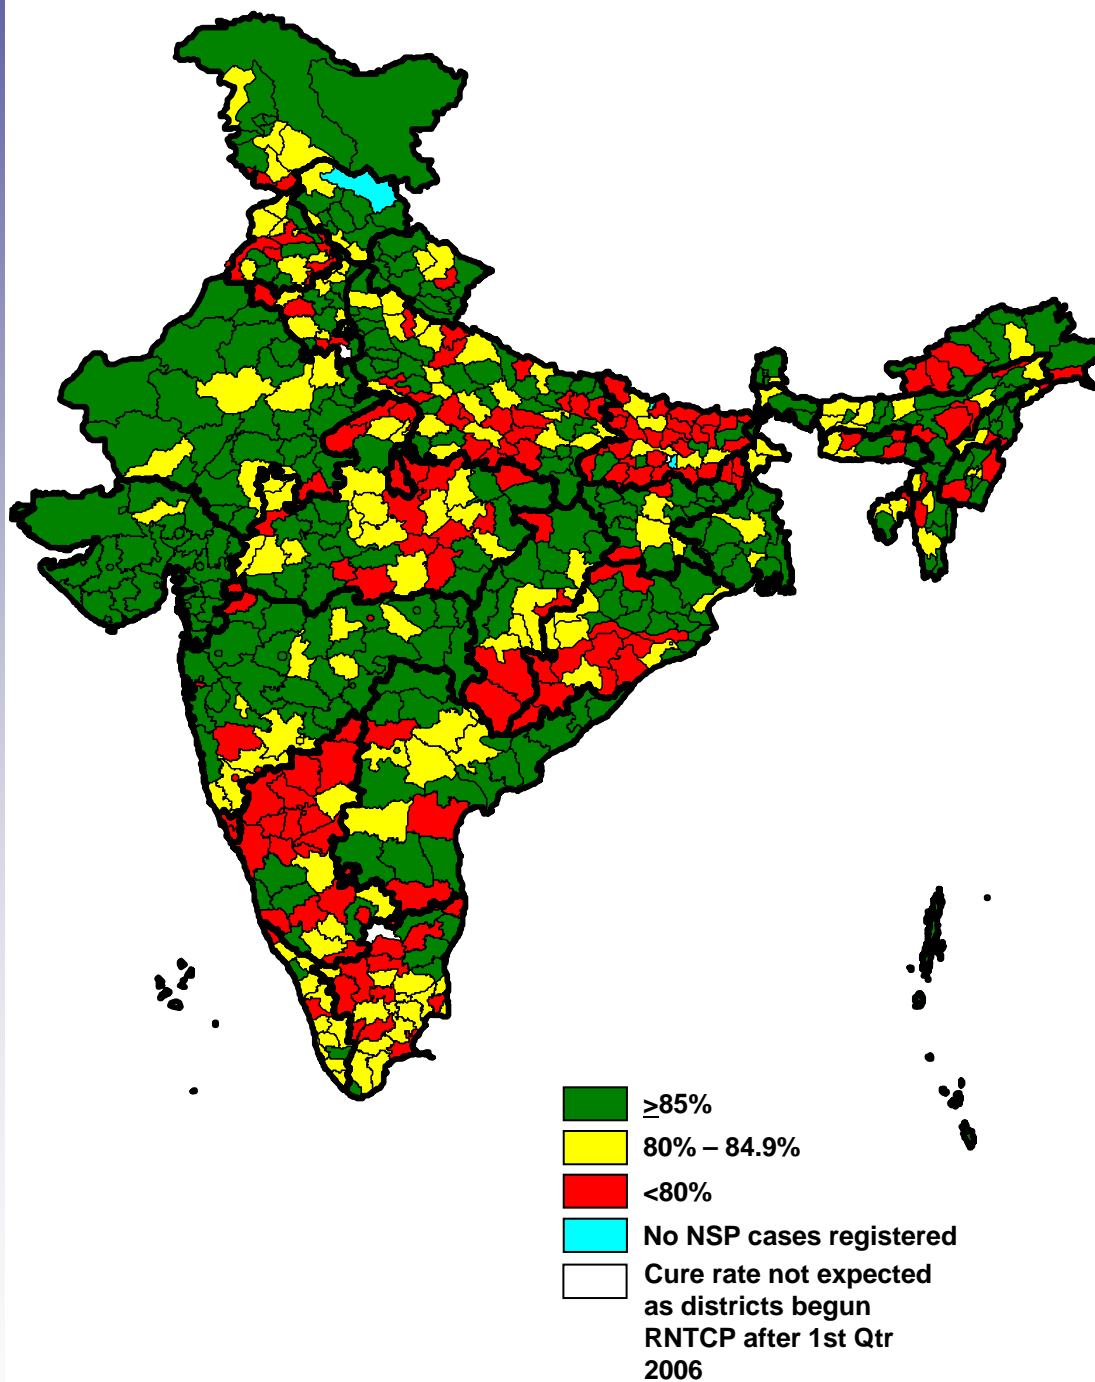 ≥85%
80% – 84.9%
<80%
No NSP cases registered
Cure rate not expected
as districts begun
RNTCP after 1st Qtr
2006